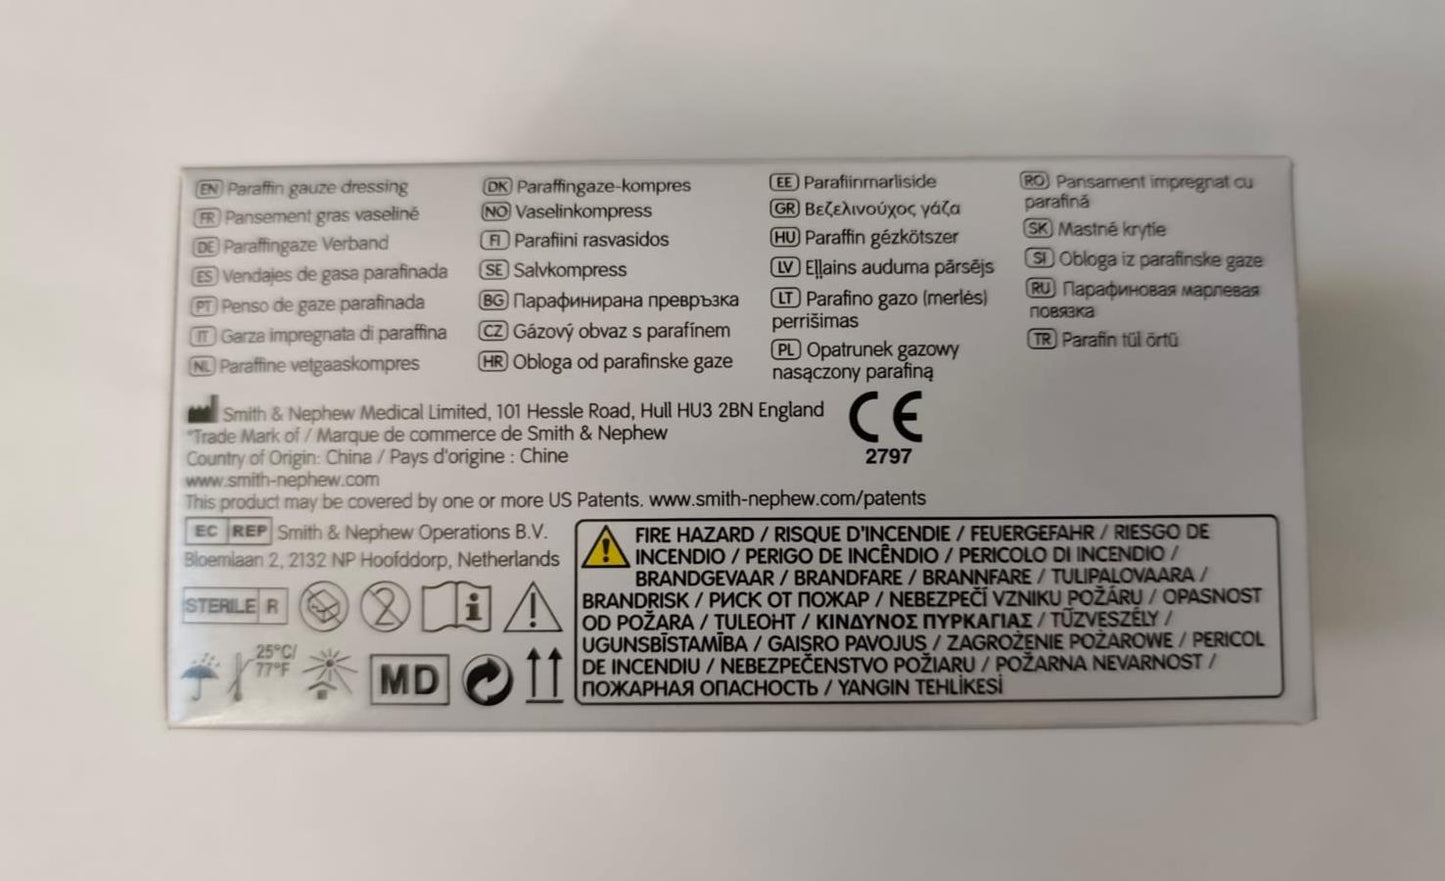 EN Paraffin gauze dressing
FR Pansement gras vaseliné
DE Paraffingaze Verband
ES Vendajes de gasa parafinada
PT Penso de gaze parafinada
IT Garza impregnata di paraffina
NL Paraffine vetgaaskompres
DK Paraffingaze-kompres
NO Vaselinkompress
FI Parafiini rasvasidos
SE Salvkompress
BG Парафинирана превръзка
CZ Gázový obvaz s parafínem
HR Obloga od parafinske gaze
EE Parafiinmarliside
GR Βεζελινούχος γάζα
HU Paraffin gézkötszer
LV Eļļains auduma pārsējs
LT Parafino gazo (merlės)
perrišimas
PL Opatrunek gazowy
nasączony parafiną
RO Pansament impregnat cu
parafină
SK Mastné krytie
SI Obloga iz parafinske gaze
RU Парафиновая марлевая
повязка
TR Parafin tül örtü
Smith & Nephew Medical Limited, 101 Hessle Road, Hull HU3 2BN England
*Trade Mark of / Marque de commerce de Smith & Nephew
Country of Origin: China / Pays d'origine : Chine
www.smith-nephew.com
This product may be covered by one or more US Patents. www.smith-nephew.com/patents
CE
2797
EC REP Smith & Nephew Operations B.V.
Bloemlaan 2, 2132 NP Hoofddorp, Netherlands
STERILE R
2
i
!
25°C/
77°F
MD
! FIRE HAZARD / RISQUE D'INCENDIE / FEUERGEFAHR / RIESGO DE
INCENDIO / PERIGO DE INCÊNDIO / PERICOLO DI INCENDIO /
BRANDGEVAAR / BRANDFARE / BRANNFARE / TULIPALOVAARA /
BRANDRISK / РИСК ОТ ПОЖАР / NEBEZPEČÍ VZNIKU POŽÁRU / OPASNOST
OD POŽARA / TULEOHT / ΚΙΝΔΥΝΟΣ ΠΥΡΚΑΓΙΑΣ / TŰZVESZÉLY /
UGUNSBĪSTAMĪBA / GAISRO PAVOJUS / ZAGROŻENIE POŻAROWE / PERICOL
DE INCENDIU / NEBEZPEČENSTVO POŽIARU / POŽARNA NEVARNOST /
ПОЖАРНАЯ ОПАСНОСТЬ / YANGIN TEHLİKESİ